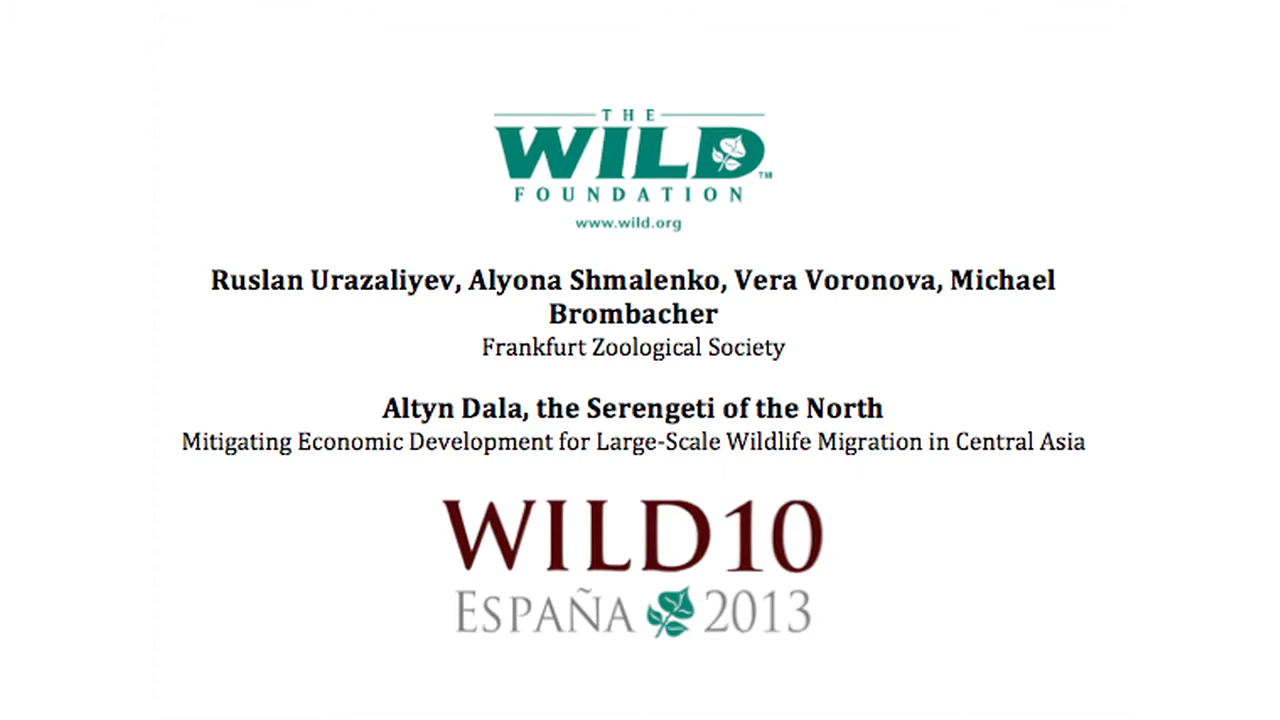 THE
WILD™
FOUNDATION
www.wild.org
Ruslan Urazaliyev, Alyona Shmalenko, Vera Voronova, Michael
Brombacher
Frankfurt Zoological Society
Altyn Dala, the Serengeti of the North
Mitigating Economic Development for Large-Scale Wildlife Migration in Central Asia
WILD10
ESPAÑA 2013